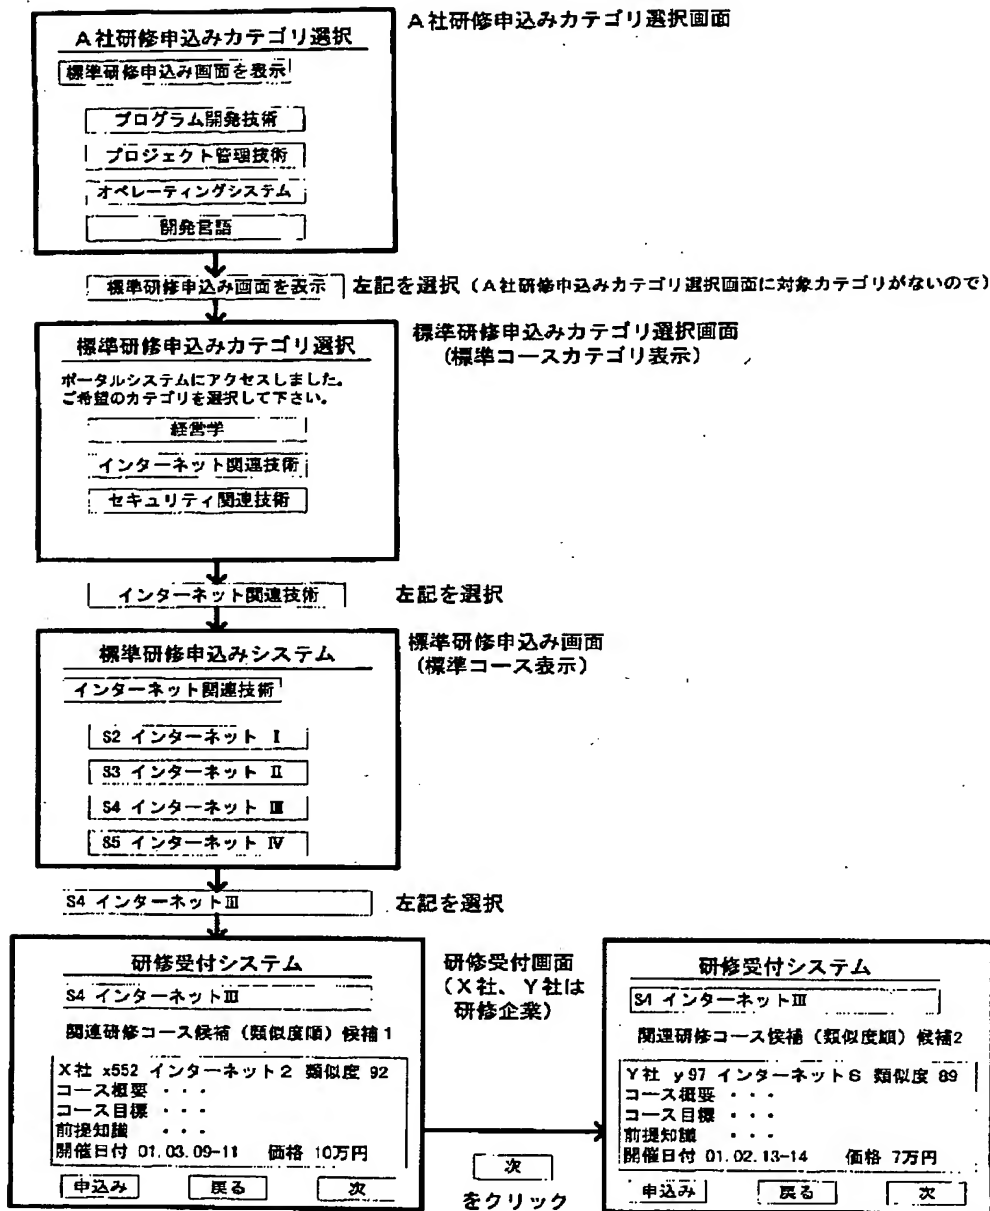 A社研修申込みカテゴリ選択画面
A社研修申込みカテゴリ選択
標準研修申込み画面を表示
プログラム開発技術
プロジェクト管理技術
オペレーティングシステム
開発言語
標準研修申込み画面を表示 左記を選択（A社研修申込みカテゴリ選択画面に対象カテゴリがないので）
標準研修申込みカテゴリ選択画面
（標準コースカテゴリ表示）
標準研修申込みカテゴリ選択
ポータルシステムにアクセスしました。
ご希望のカテゴリを選択して下さい。
経営学
インターネット関連技術
セキュリティ関連技術
インターネット関連技術 左記を選択
標準研修申込み画面
（標準コース表示）
標準研修申込みシステム
インターネット関連技術
S2 インターネット Ⅰ
S3 インターネット Ⅱ
S4 インターネット Ⅲ
S5 インターネット Ⅳ
S4 インターネットⅢ 左記を選択
研修受付システム
S4 インターネットⅢ
関連研修コース候補（類似度順）候補1
X社 x552 インターネット2 類似度 92
コース概要 ・・・
コース目標 ・・・
前提知識 ・・・
開催日付 01.03.09-11 価格 10万円
申込み 戻る 次
研修受付画面
（X社、Y社は
研修企業）
次
をクリック
研修受付システム
S4 インターネットⅢ
関連研修コース候補（類似度順）候補2
Y社 y97 インターネット6 類似度 89
コース概要 ・・・
コース目標 ・・・
前提知識 ・・・
開催日付 01.02.13-14 価格 7万円
申込み 戻る 次